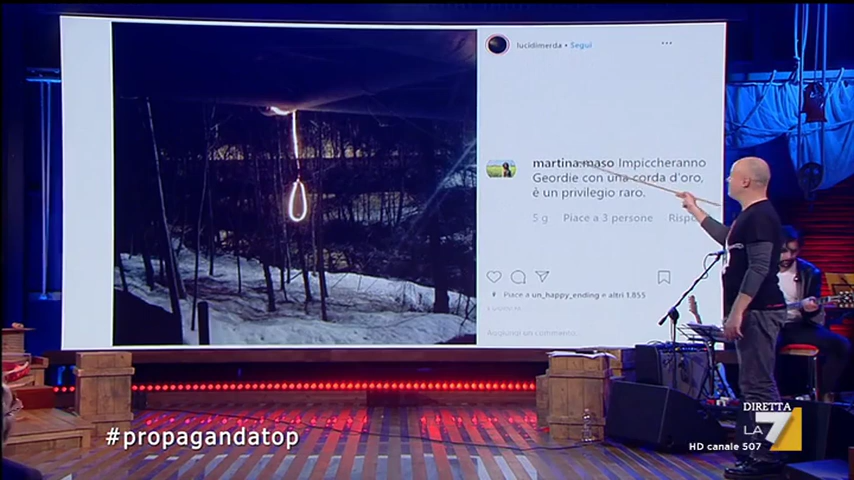 lucidimerda • Segui
martina.maso Impiccheranno
Geordie con una corda d'oro,
è un privilegio raro.
5 g Piace a 3 persone
Piace a un_happy_ending e altri 1.855
Aggiungi un commento...
#propagandatop
DIRETTA
LA7
HD canale 507